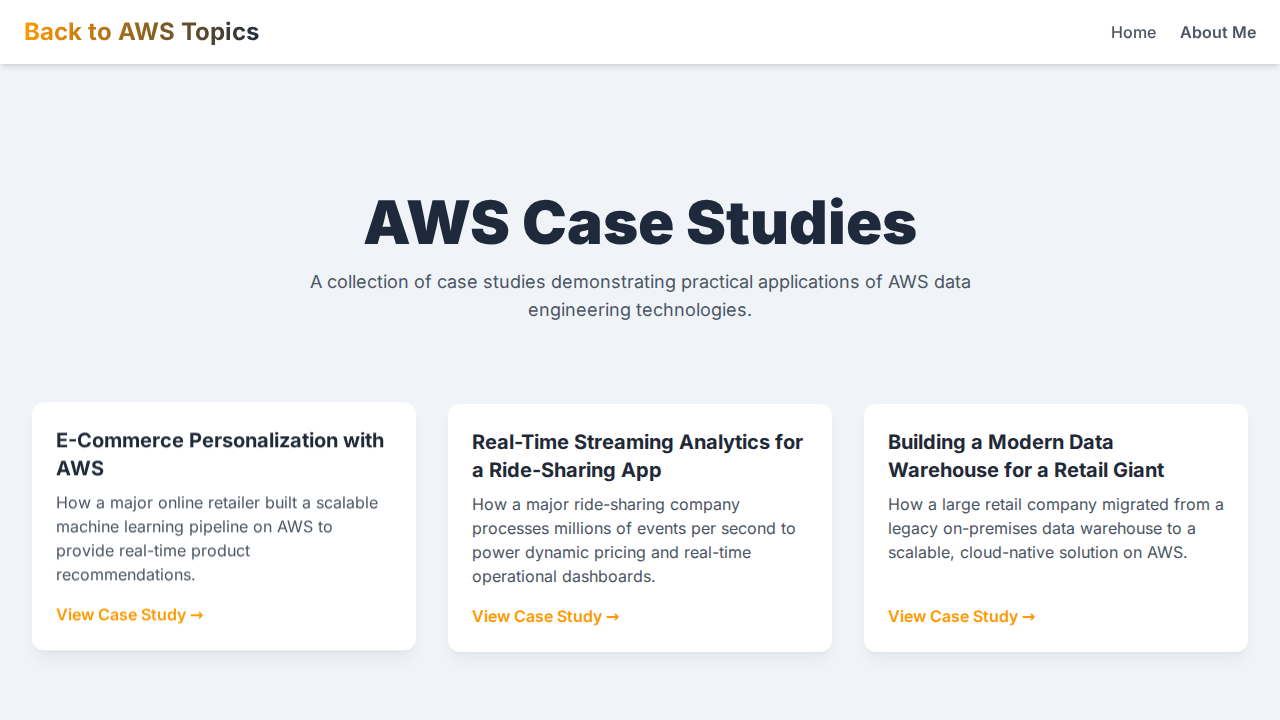 Back to AWS Topics
Home
About Me
AWS Case Studies
A collection of case studies demonstrating practical applications of AWS data
engineering technologies.
E-Commerce Personalization with
AWS
How a major online retailer built a scalable
machine learning pipeline on AWS to
provide real-time product
recommendations.
View Case Study →
Real-Time Streaming Analytics for
a Ride-Sharing App
How a major ride-sharing company
processes millions of events per second to
power dynamic pricing and real-time
operational dashboards.
View Case Study →
Building a Modern Data
Warehouse for a Retail Giant
How a large retail company migrated from a
legacy on-premises data warehouse to a
scalable, cloud-native solution on AWS.
View Case Study →